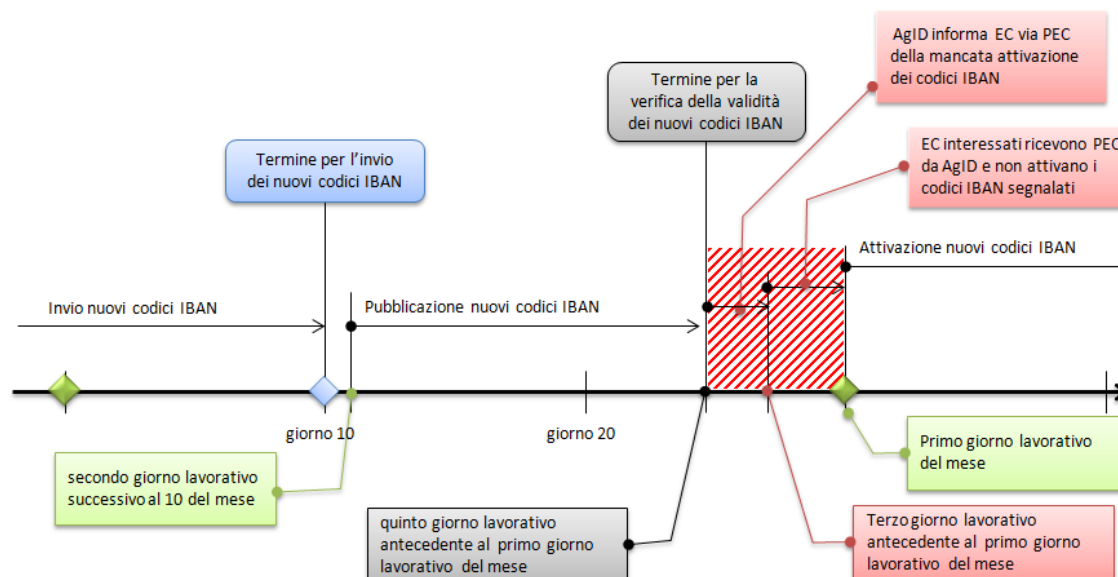 AgID informa EC via PEC
della mancata attivazione
dei codici IBAN
Termine per la
verifica della validità
dei nuovi codici IBAN
Termine per l'invio
dei nuovi codici IBAN
EC interessati ricevono PEC
da AgID e non attivano i
codici IBAN segnalati
Attivazione nuovi codici IBAN
Invio nuovi codici IBAN
Pubblicazione nuovi codici IBAN
giorno 10
giorno 20
secondo giorno lavorativo
successivo al 10 del mese
Primo giorno lavorativo
del mese
quinto giorno lavorativo
antecedente al primo giorno
lavorativo del mese
Terzo giorno lavorativo
antecedente al primo giorno
lavorativo del mese